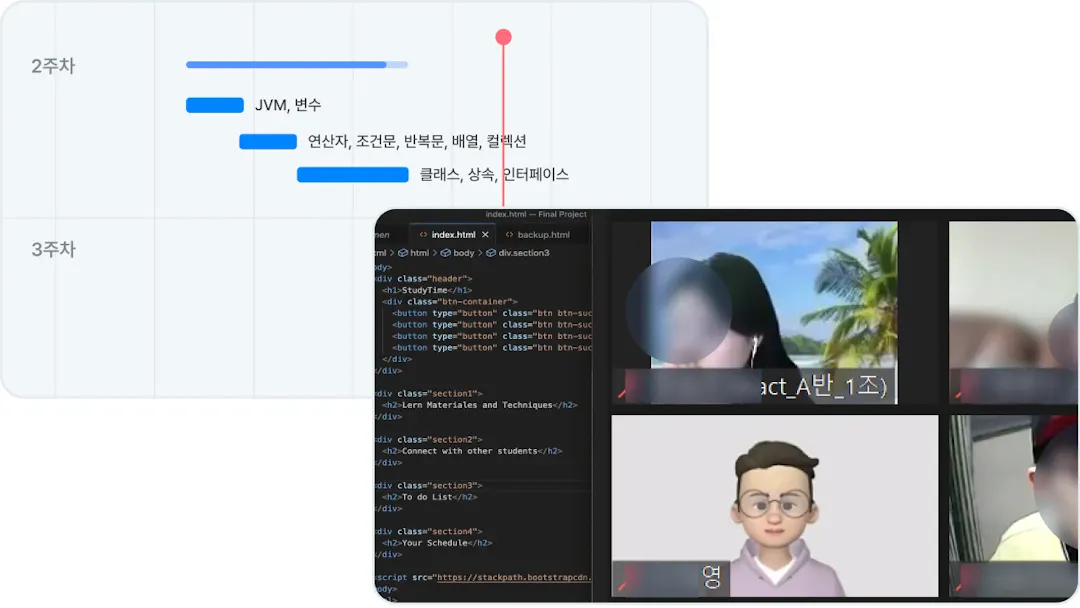 2주차
JVM, 변수
연산자, 조건문, 반복문, 배열, 컬렉션
클래스, 상속, 인터페이스
3주차
index.html — Final Project
men
<> index.html ×
<> backup.html
tml > html > body > div.section3
ody>
div class="header">
<h1>StudyTime</h1>
<div class="btn-container">
<button type="button" class="btn btn-suc
<button type="button" class="btn btn-suc
<button type="button" class="btn btn-suc
<button type="button" class="btn btn-suc
</div>
/div>
div class="section1">
<h2>Lern Materiales and Techniques</h2>
/div>
div class="section2">
<h2>Connect with other students</h2>
/div>
div class="section3">
<h2>To do List</h2>
/div>
div class="section4">
<h2>Your Schedule</h2>
/div>
script src="https://stackpath.bootstrapcdn.
ody>
act_A반_1조)
영